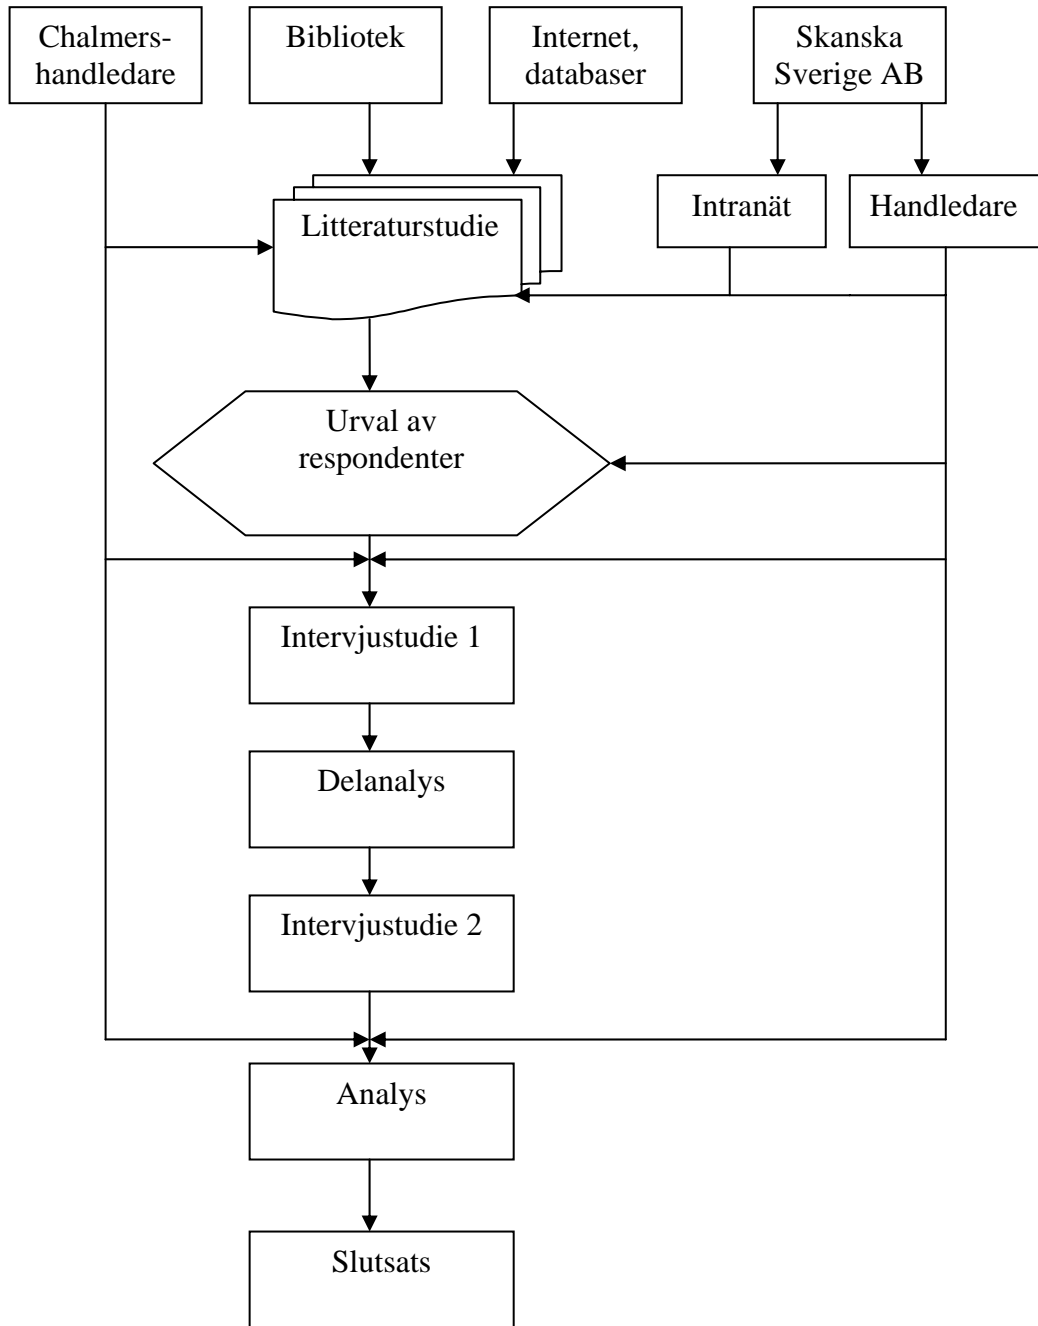 Chalmers-
handledare
Bibliotek
Internet,
databaser
Skanska
Sverige AB
Intranät
Handledare
Litteraturstudie
Urval av
respondenter
Intervjustudie 1
Delanalys
Intervjustudie 2
Analys
Slutsats